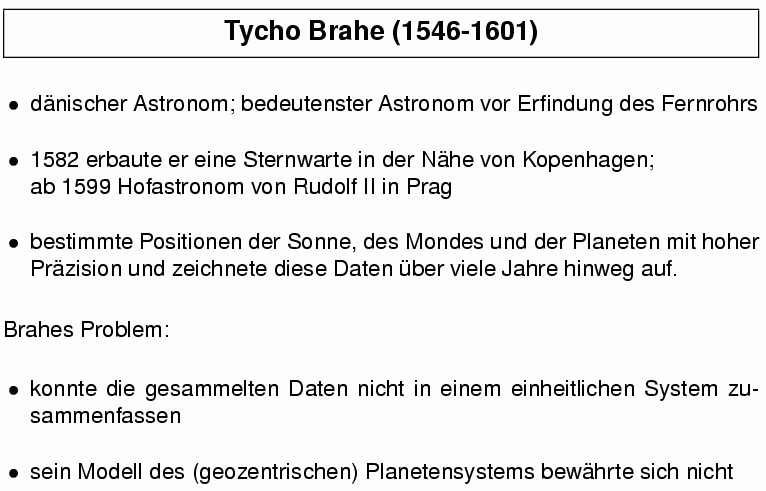 Tycho Brahe (1546-1601)
• dänischer Astronom; bedeutenster Astronom vor Erfindung des Fernrohrs
• 1582 erbaute er eine Sternwarte in der Nähe von Kopenhagen;
ab 1599 Hofastronom von Rudolf II in Prag
• bestimmte Positionen der Sonne, des Mondes und der Planeten mit hoher
Präzision und zeichnete diese Daten über viele Jahre hinweg auf.
Brahes Problem:
• konnte die gesammelten Daten nicht in einem einheitlichen System zu-
sammenfassen
• sein Modell des (geozentrischen) Planetensystems bewährte sich nicht